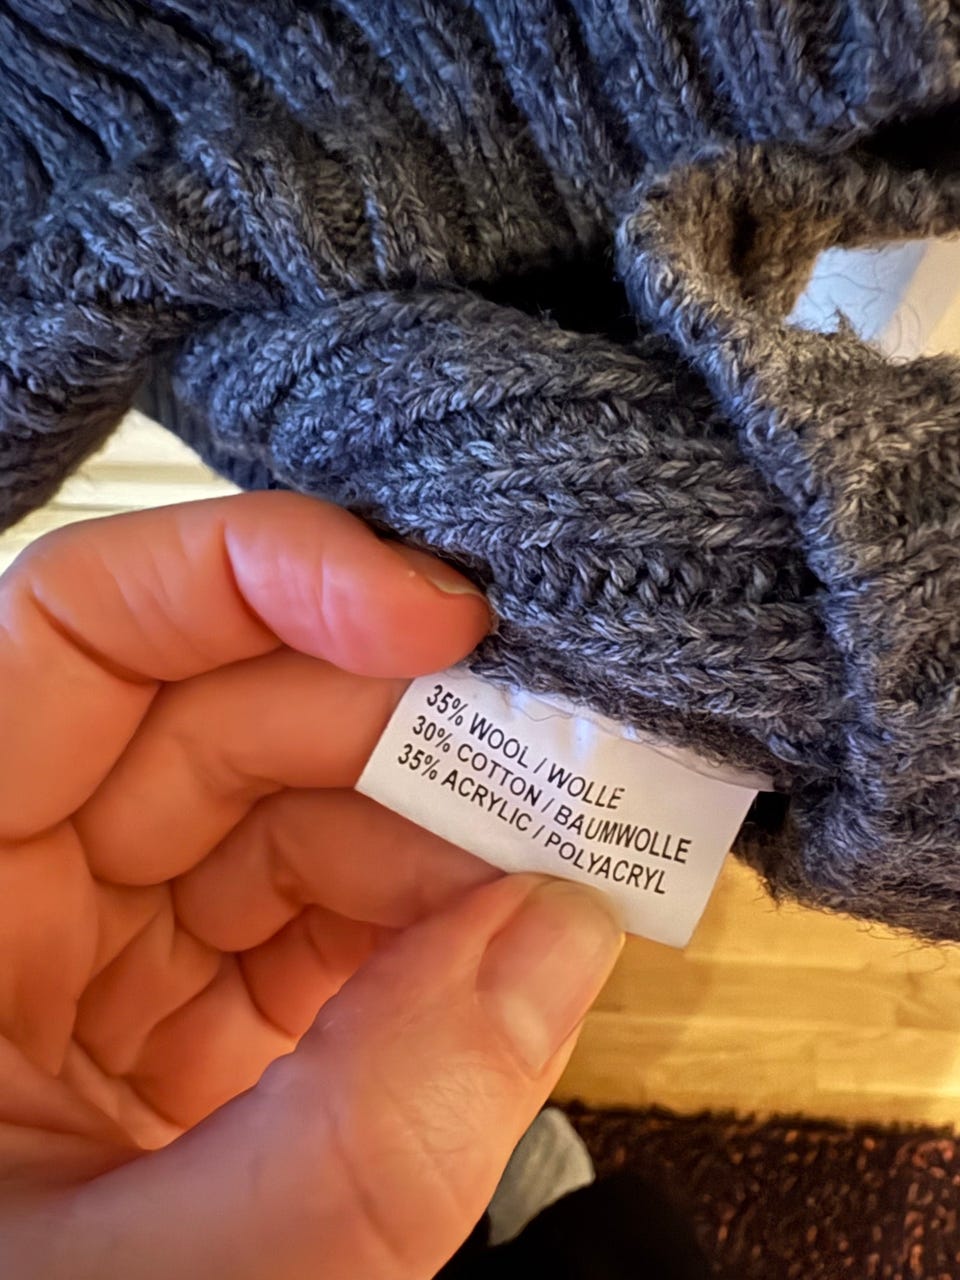 35% WOOL / WOLLE
30% COTTON / BAUMWOLLE
35% ACRYLIC / POLYACRYL